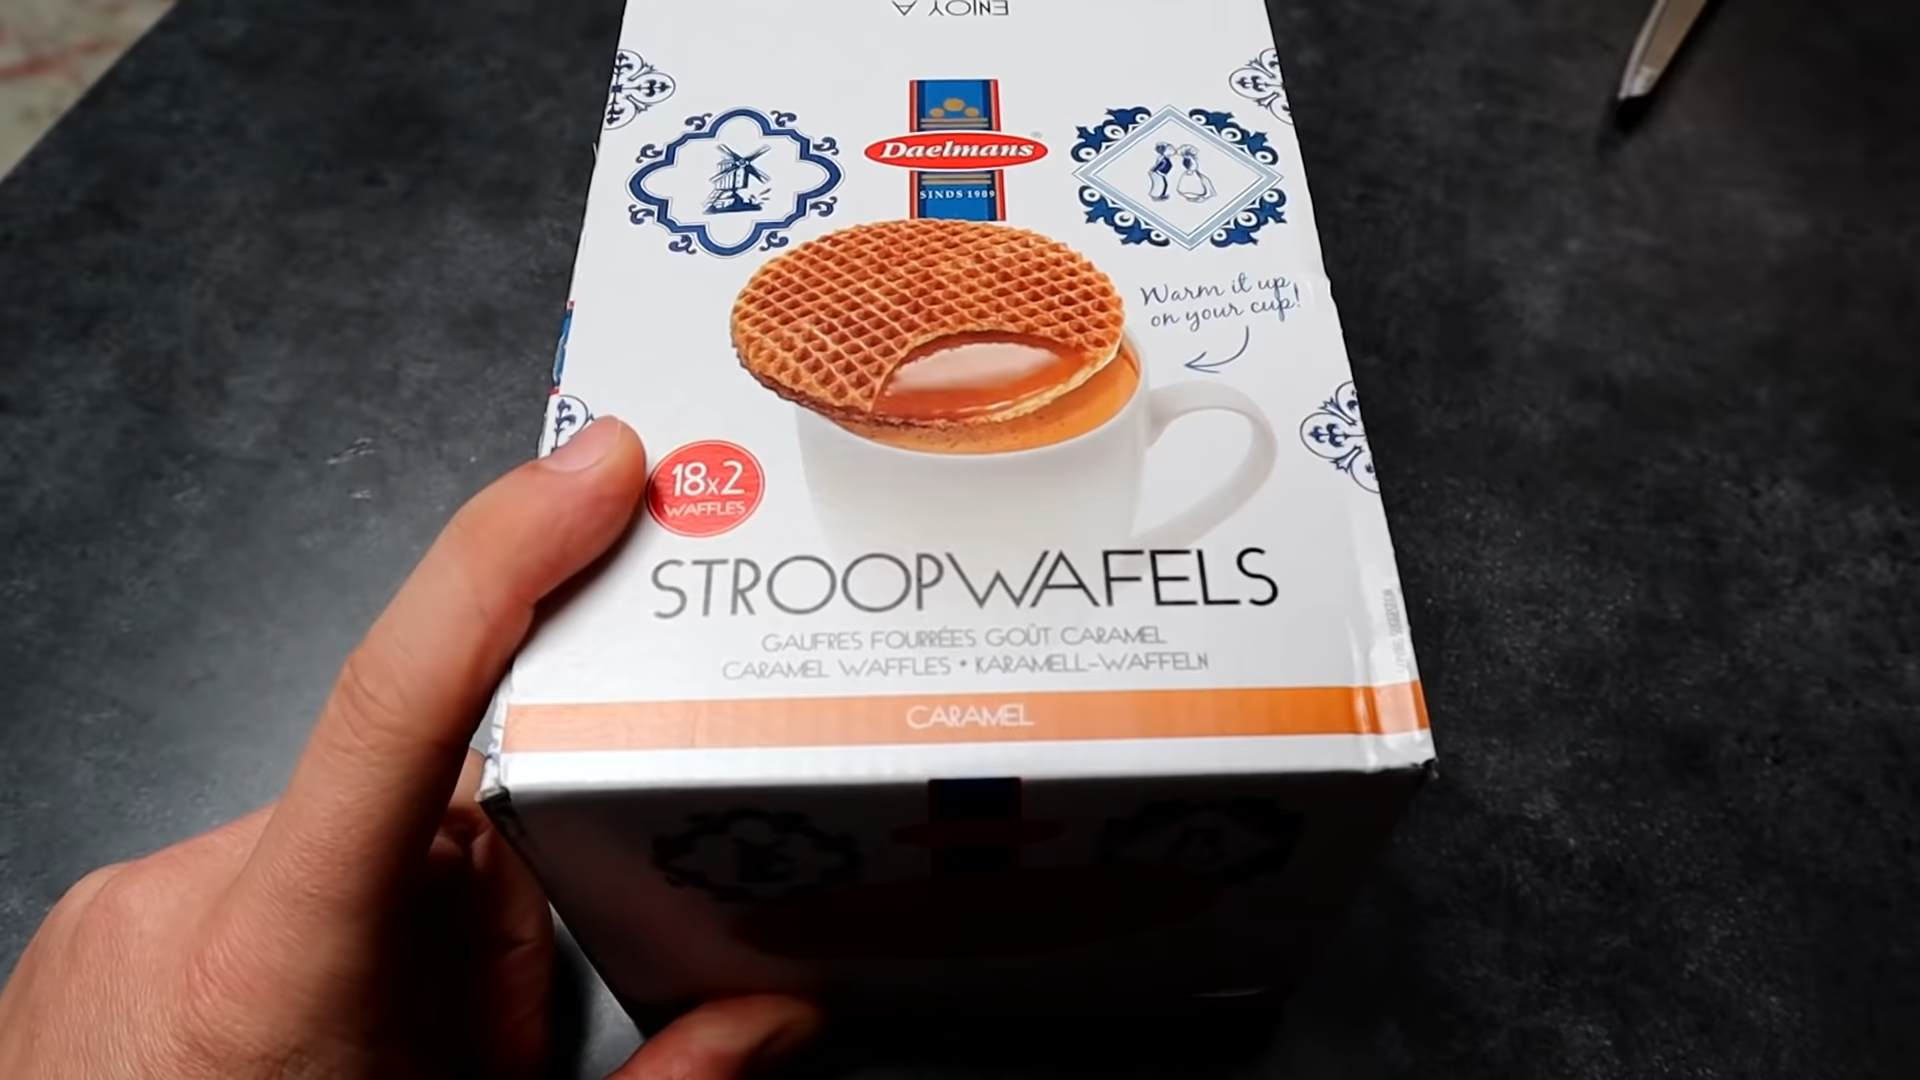 ENJOY A
Daelmans
SINDS 1909
Warm it up
on your cup!
18x2
WAFFLES
STROOPWAFELS
GAUFRES FOURRÉES GOÛT CARAMEL
CARAMEL WAFFLES • KARAMELL-WAFFELN
CARAMEL